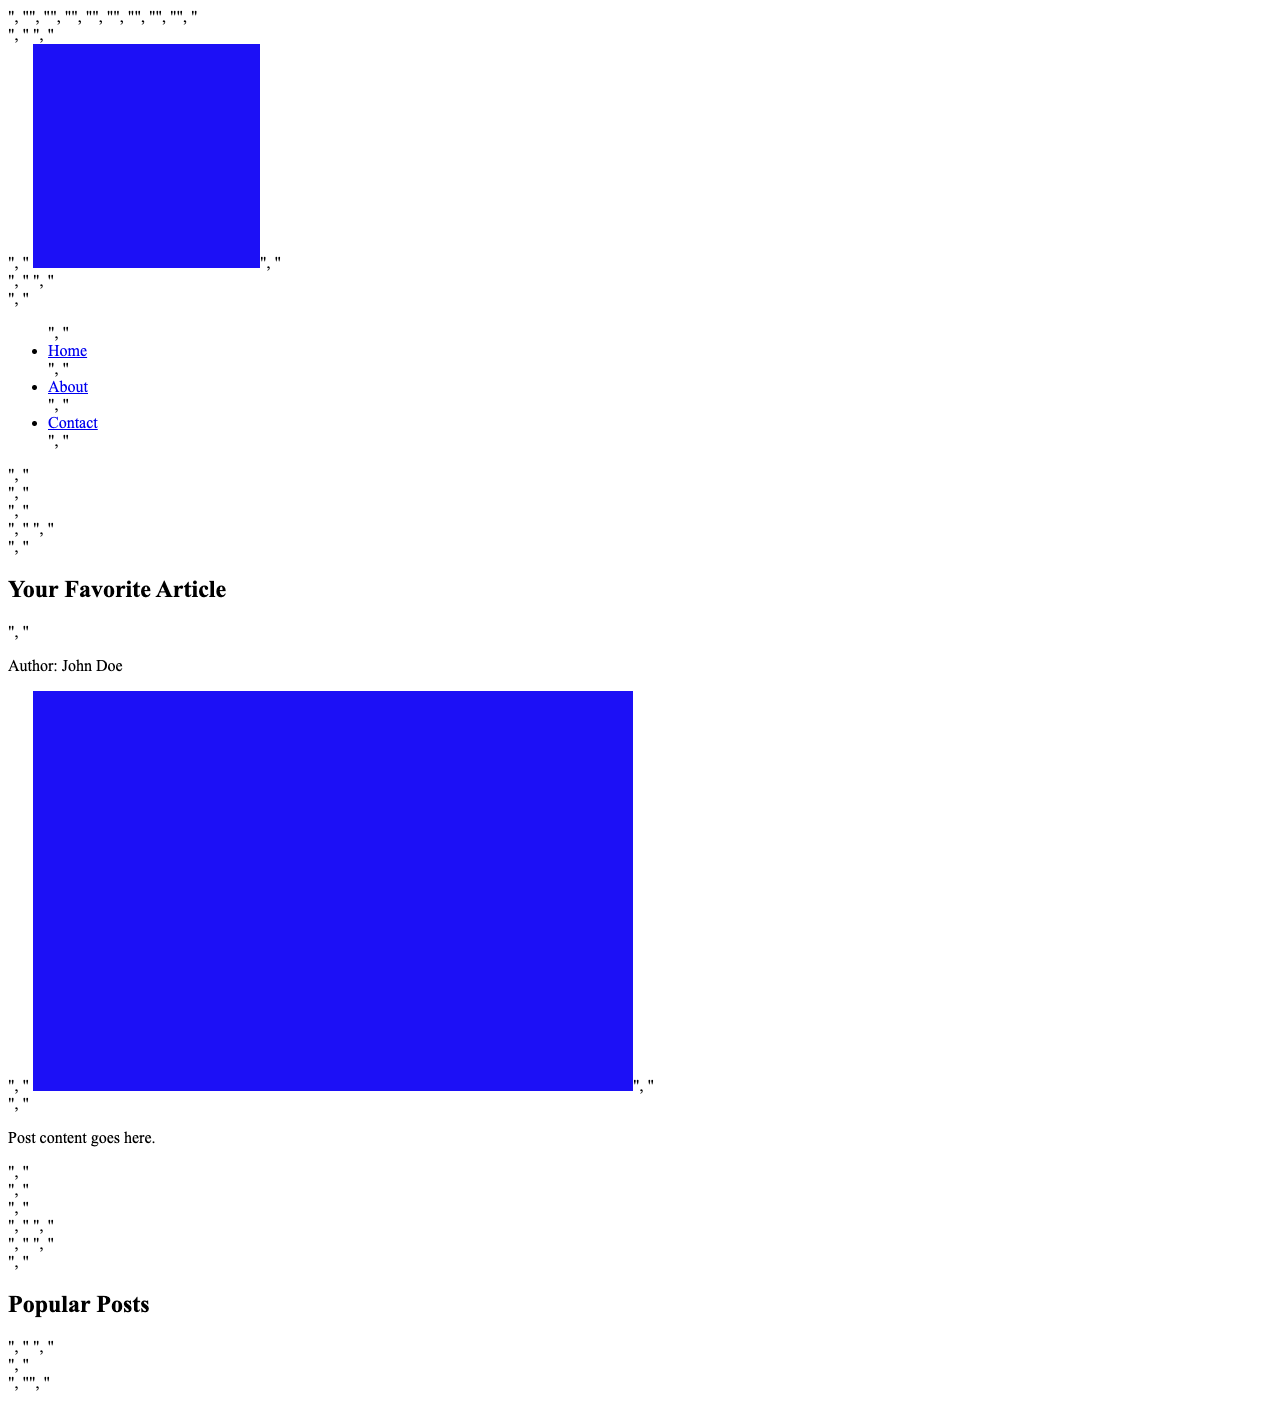 ", "", "", "", "", "", "", "", "", "
", " ", "
", " ", "
", " ", "
", "
", "
Home
", "
About
", "
Contact
", "
", "
", "
", "
", " ", "
", "
Your Favorite Article
", "
Author: John Doe
", " ", "
", "
Post content goes here.
", "
", "
", "
", " ", "
", " ", "
", "
Popular Posts
", " ", "
", "
", "", "